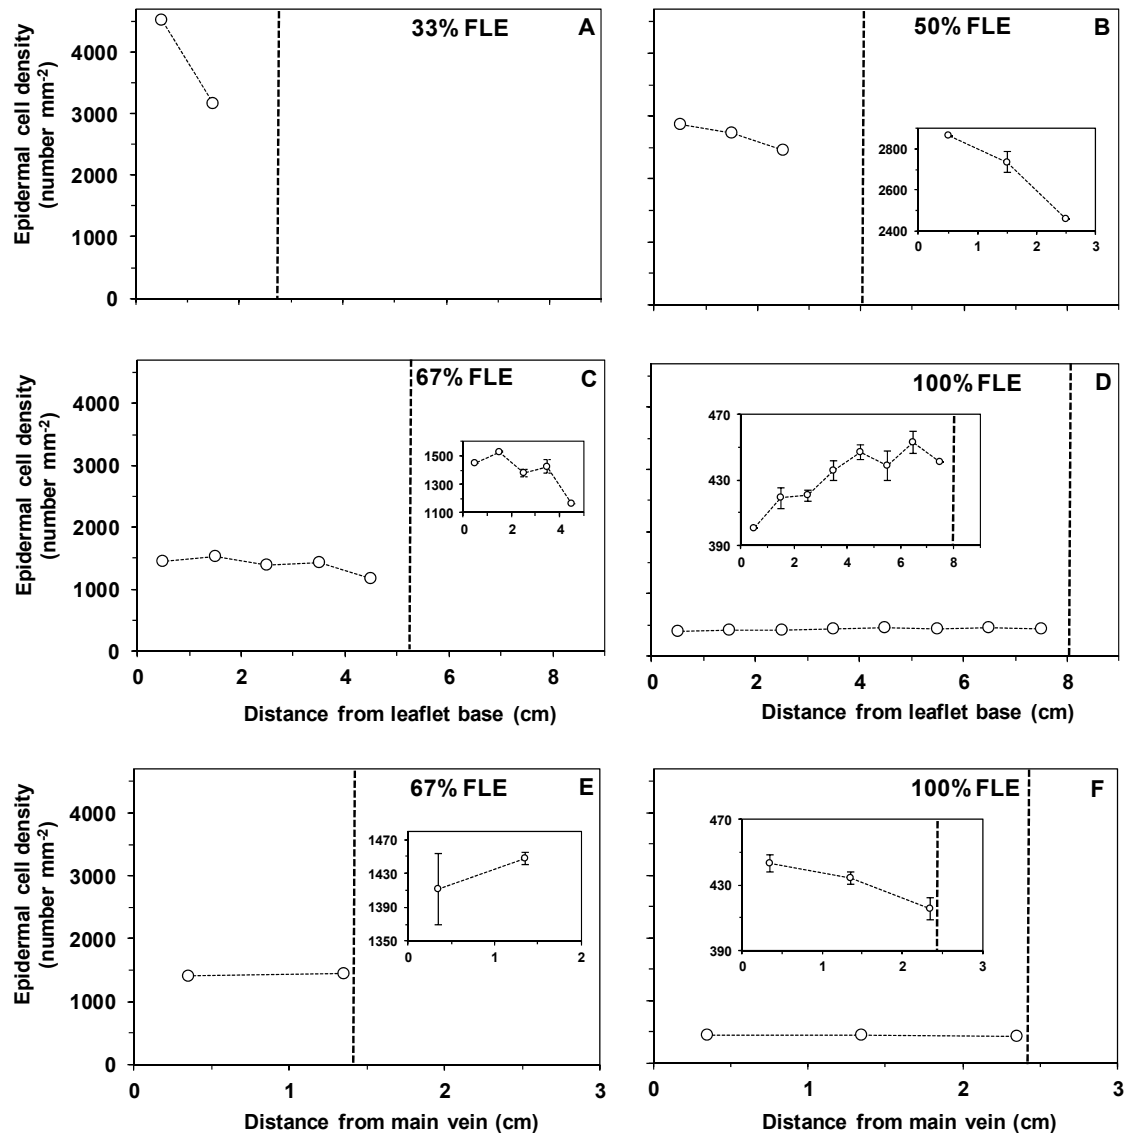 33% FLE A
4000
3000
2000
1000
0
Epidermal cell density
(number mm-2)
50% FLE B
2800
2600
2400
0 1 2 3
67% FLE C
4000
3000
2000
1000
0
Epidermal cell density
(number mm-2)
1500
1300
1100
0 2 4
0 2 4 6 8
Distance from leaflet base (cm)
100% FLE D
470
430
390
0 2 4 6 8
0 2 4 6 8
Distance from leaflet base (cm)
67% FLE E
4000
3000
2000
1000
0
Epidermal cell density
(number mm-2)
1470
1430
1390
1350
0 1 2
0 1 2 3
Distance from main vein (cm)
100% FLE F
470
430
390
0 1 2 3
0 1 2 3
Distance from main vein (cm)